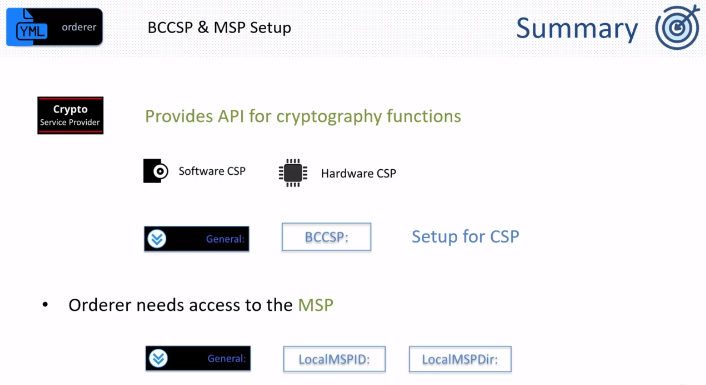 YML
orderer
BCCSP & MSP Setup
Summary
Crypto
Service Provider
Provides API for cryptography functions
Software CSP
Hardware CSP
General:
BCCSP:
Setup for CSP
• Orderer needs access to the MSP
General:
LocalMSPID:
LocalMSPDir: